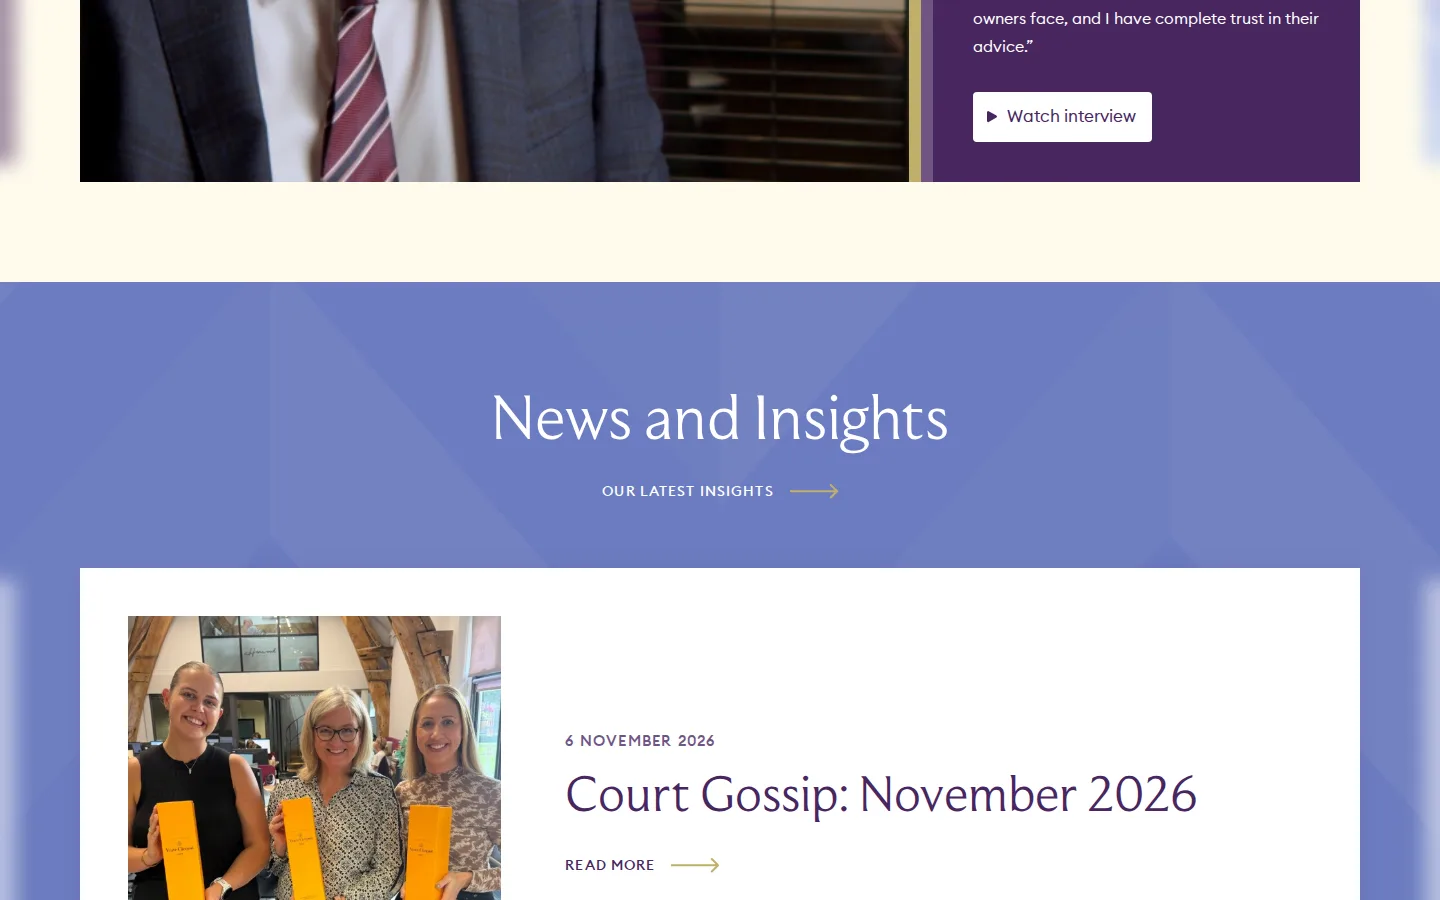 owners face, and I have complete trust in their
advice.”
Watch interview
News and Insights
OUR LATEST INSIGHTS
6 NOVEMBER 2026
Court Gossip: November 2026
READ MORE